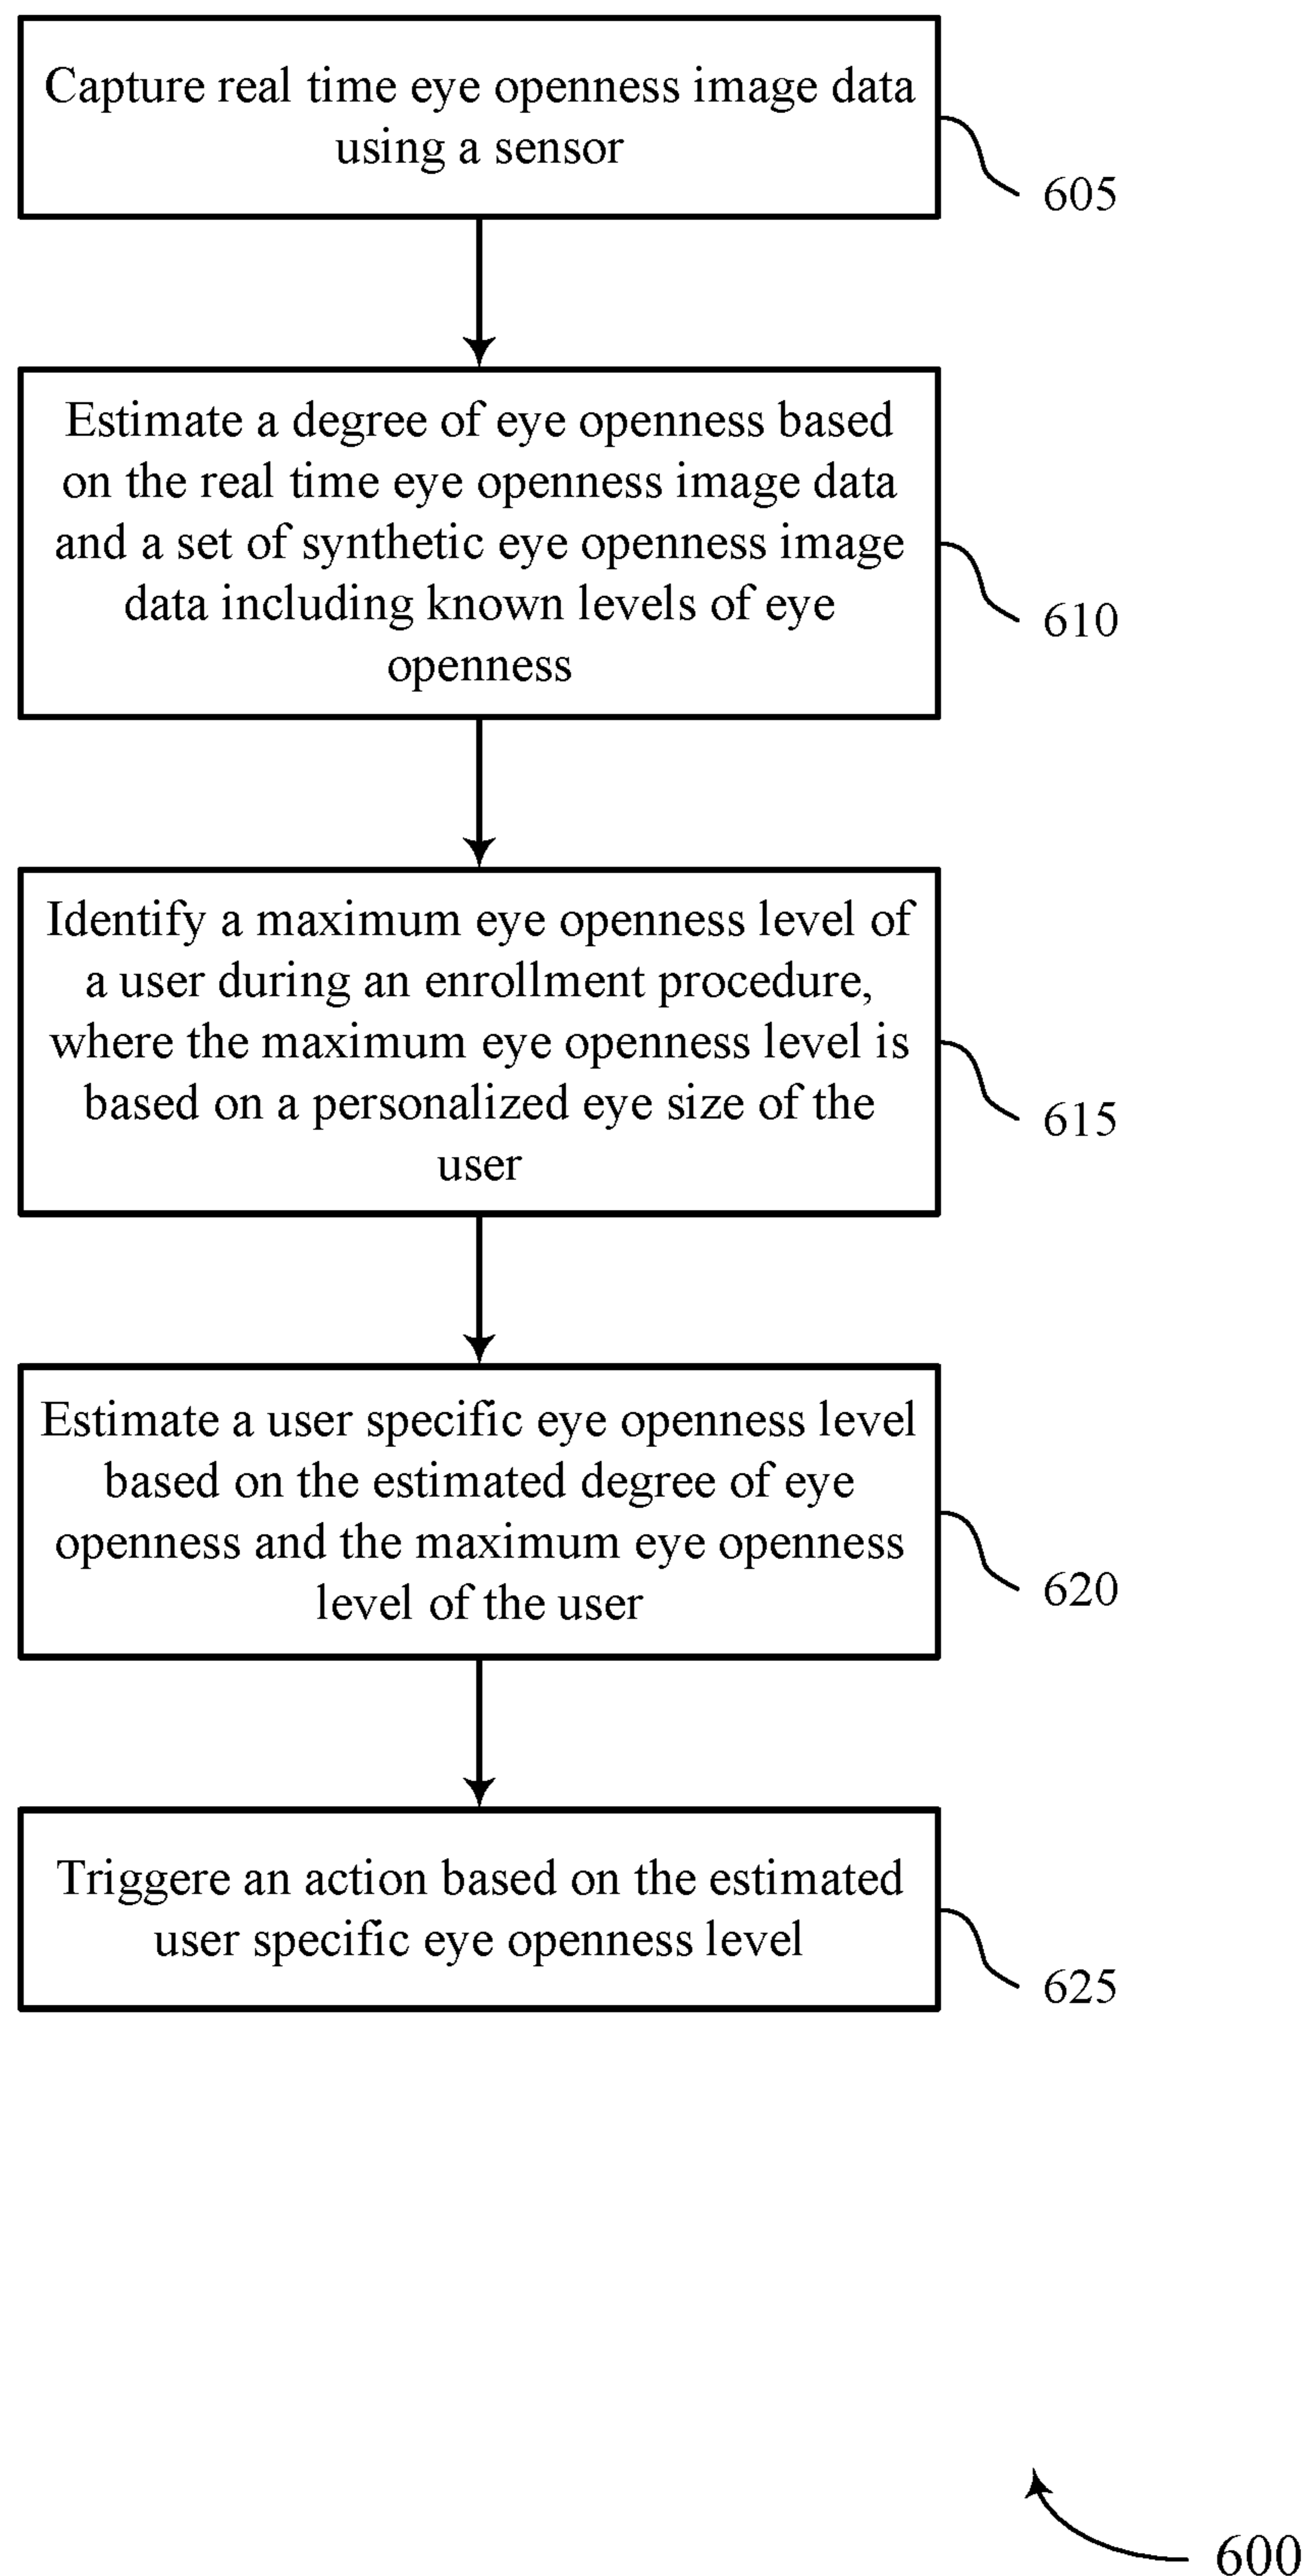 Capture real time eye openness image data
using a sensor
605
Estimate a degree of eye openness based
on the real time eye openness image data
and a set of synthetic eye openness image
data including known levels of eye
openness
610
Identify a maximum eye openness level of
a user during an enrollment procedure,
where the maximum eye openness level is
based on a personalized eye size of the
user
615
Estimate a user specific eye openness level
based on the estimated degree of eye
openness and the maximum eye openness
level of the user
620
Triggere an action based on the estimated
user specific eye openness level
625
600